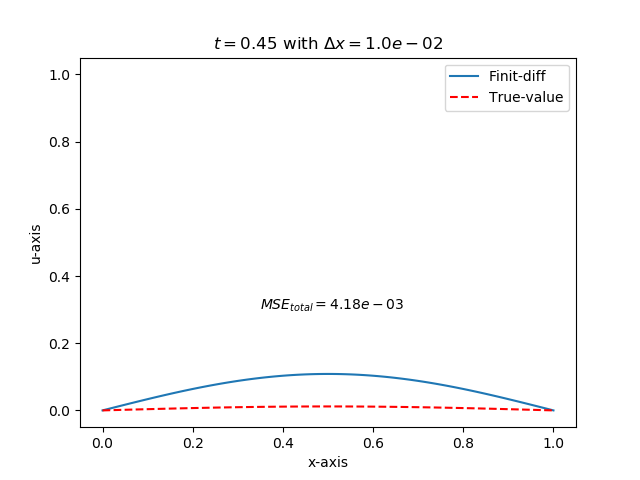 t = 0.45 with Δx = 1.0e − 02
Finit-diff
True-value
1.0
0.8
0.6
0.4
0.2
0.0
u-axis
MSE_total = 4.18e − 03
0.0 0.2 0.4 0.6 0.8 1.0
x-axis